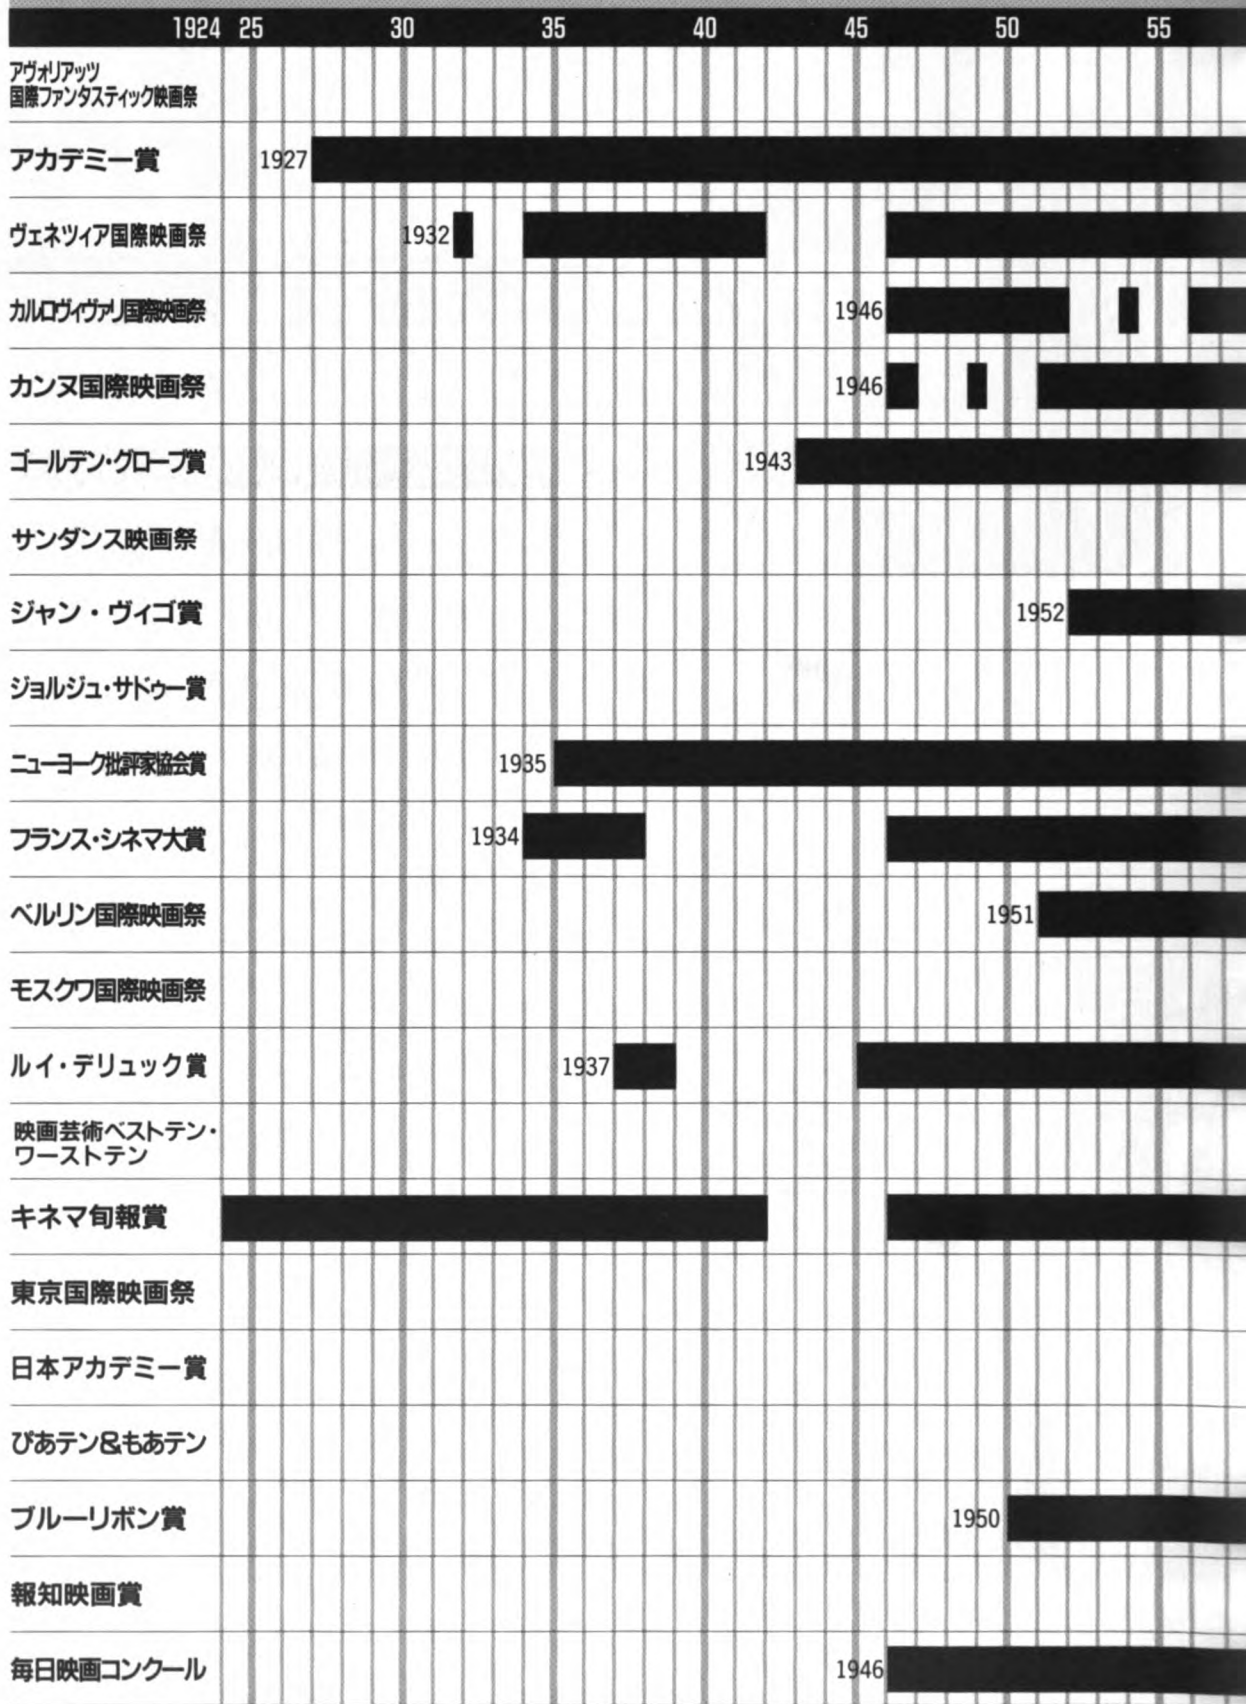 1924 25 30 35 40 45 50 55
アヴォリアッツ
国際ファンタスティック映画祭
アカデミー賞 1927
ヴェネツィア国際映画祭 1932
カルロヴィヴァリ国際映画祭 1946
カンヌ国際映画祭 1946
ゴールデン・グローブ賞 1943
サンダンス映画祭
ジャン・ヴィゴ賞 1952
ジョルジュ・サドゥー賞
ニューヨーク批評家協会賞 1935
フランス・シネマ大賞 1934
ベルリン国際映画祭 1951
モスクワ国際映画祭
ルイ・デリュック賞 1937
映画芸術ベストテン・
ワーストテン
キネマ旬報賞
東京国際映画祭
日本アカデミー賞
ぴあテン&もあテン
ブルーリボン賞 1950
報知映画賞
毎日映画コンクール 1946